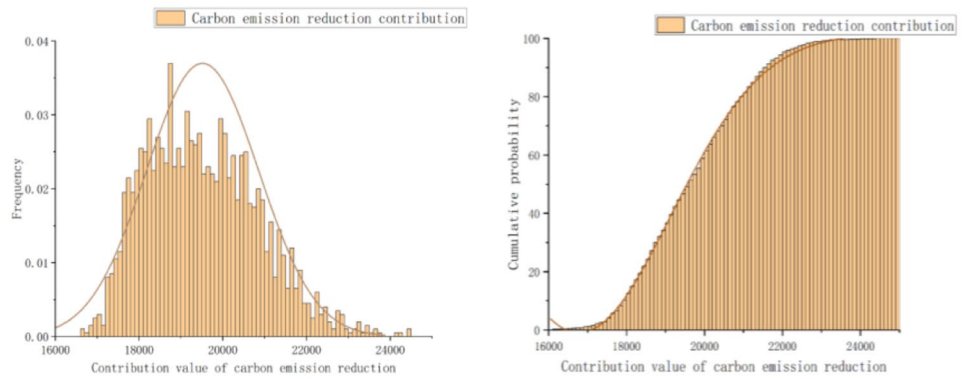 Carbon emission reduction contribution
0.04
0.03
0.02
0.01
0.00
Frequency
16000 18000 20000 22000 24000
Contribution value of carbon emission reduction
Carbon emission reduction contribution
100
80
60
40
20
0
Cumulative probability
16000 18000 20000 22000 24000
Contribution value of carbon emission reduction